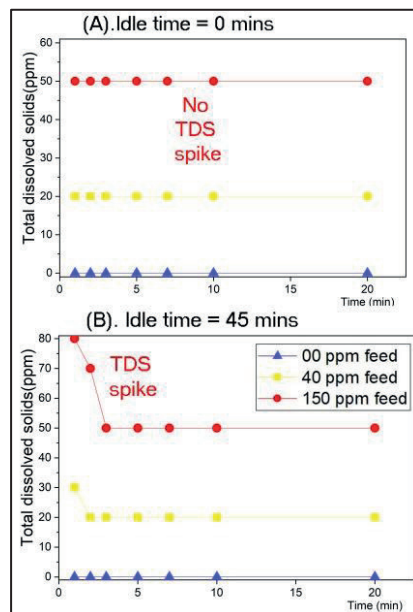 (A).Idle time = 0 mins
Total dissolved solids(ppm)
60
50
40
30
20
10
0
No
TDS
spike
0
5
10
15
20
Time (min)
(B). Idle time = 45 mins
Total dissolved solids(ppm)
80
70
60
50
40
30
20
10
0
TDS
spike
00 ppm feed
40 ppm feed
150 ppm feed
0
5
10
15
20
Time (min)